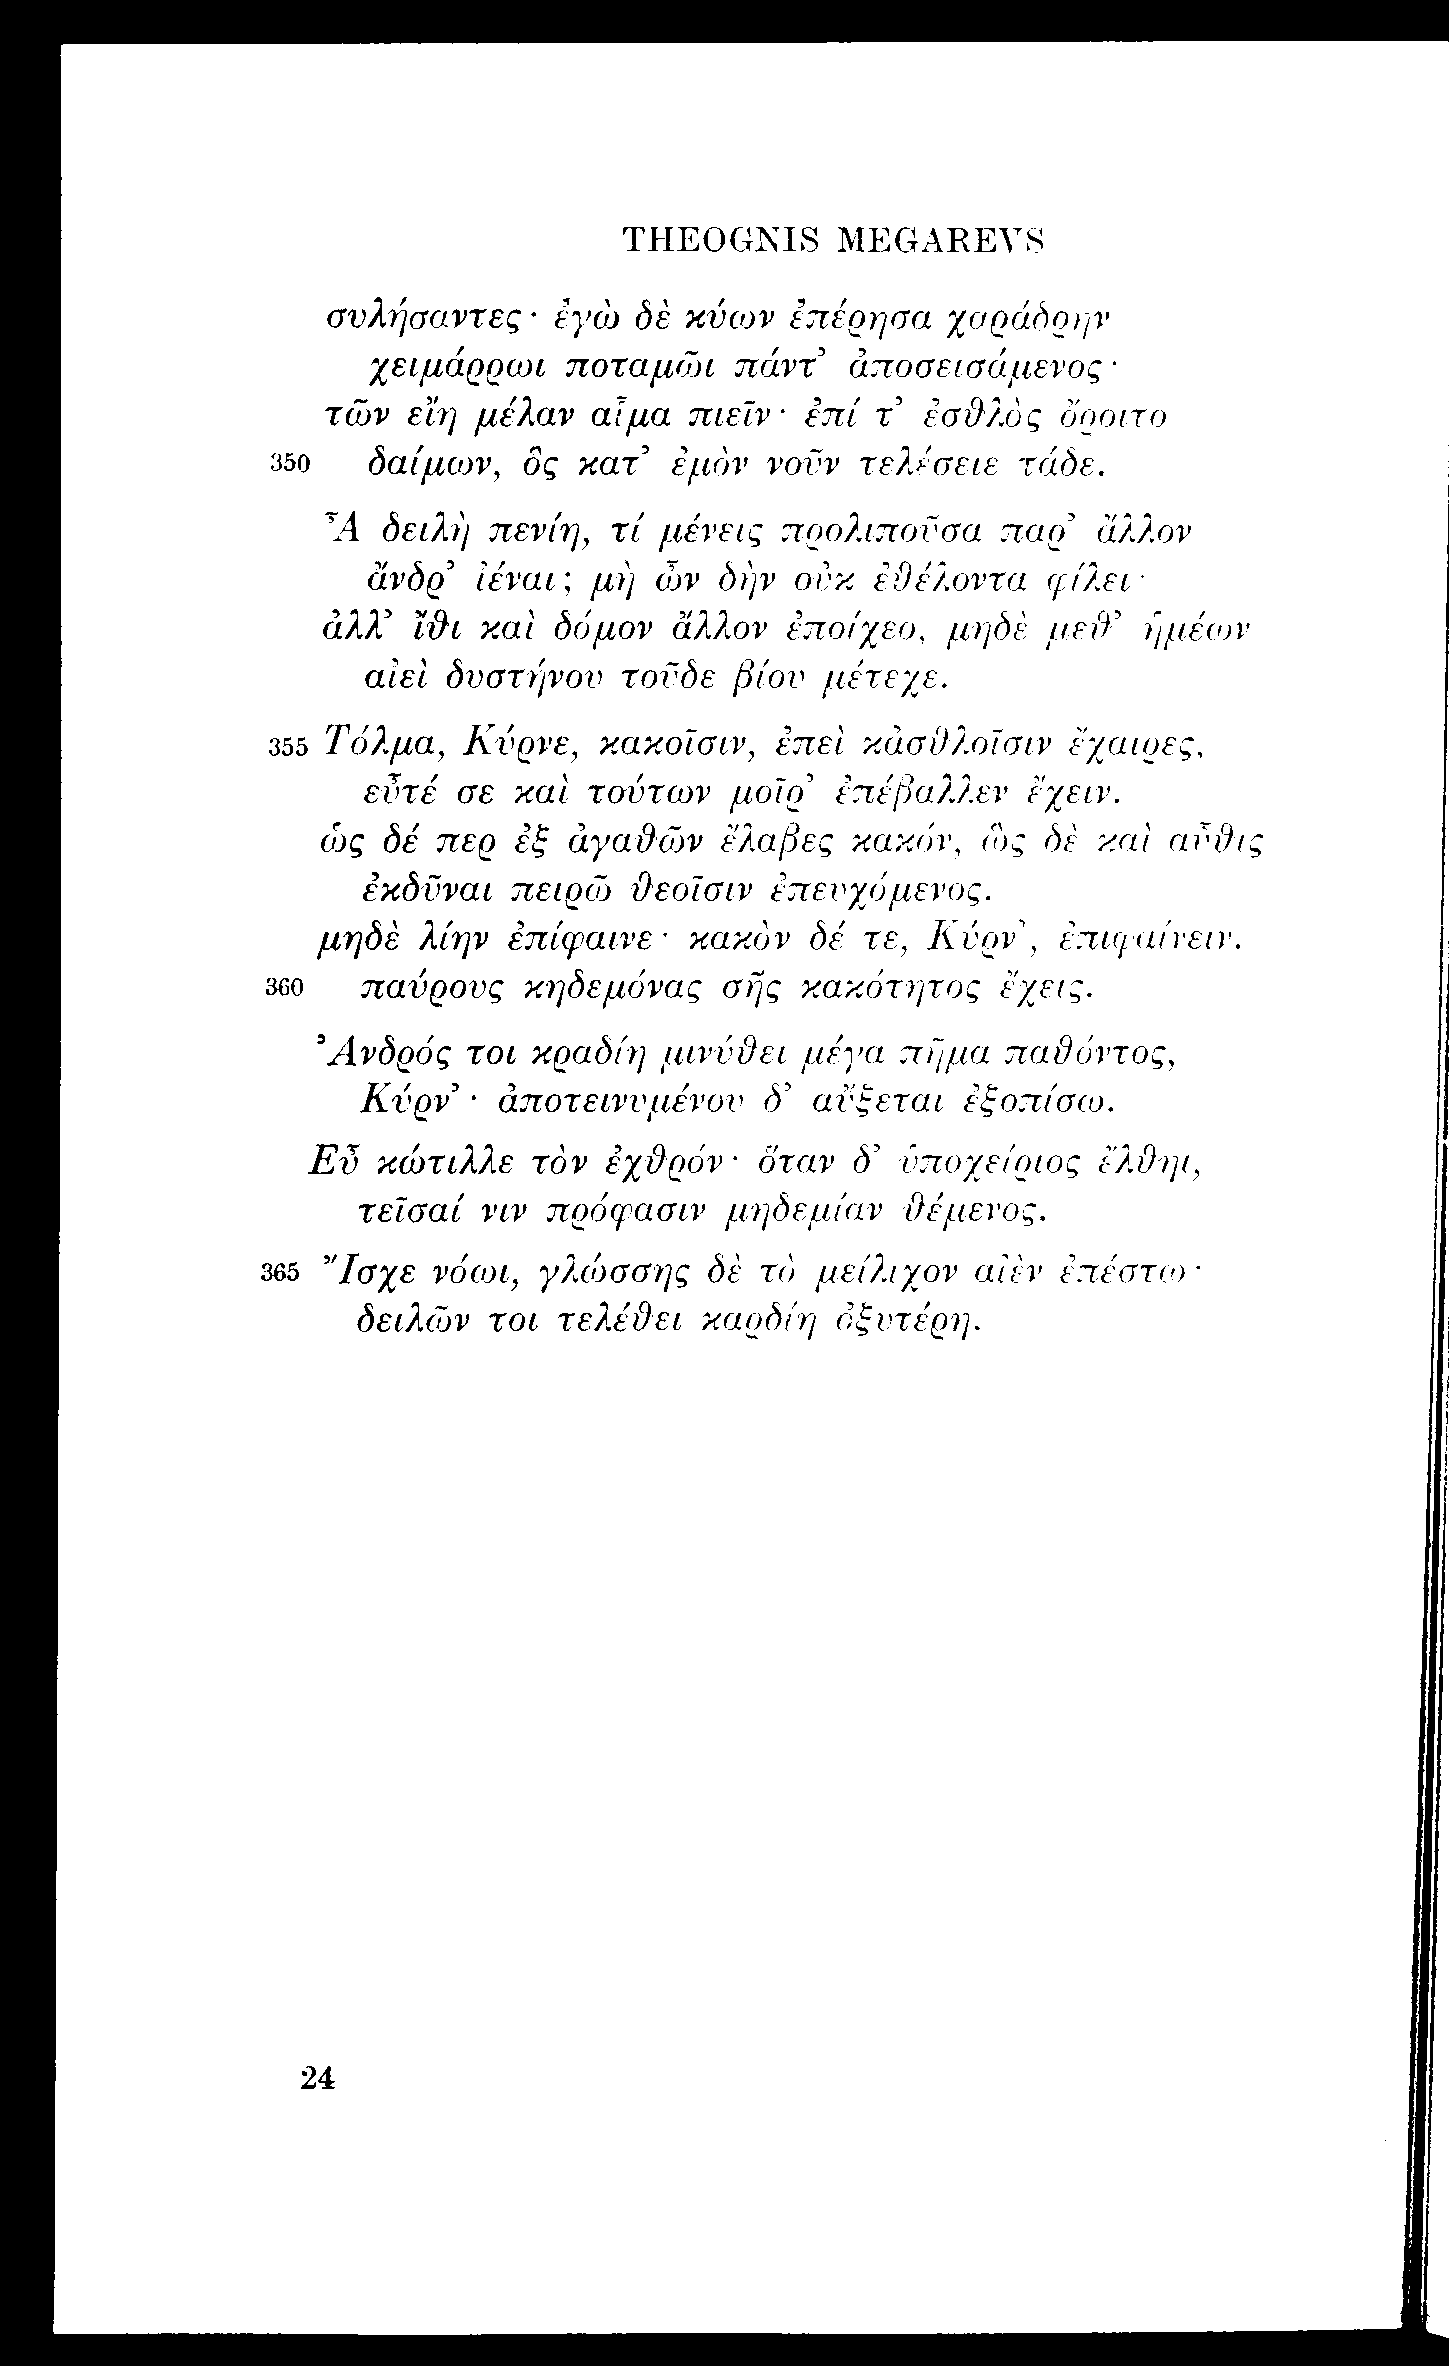 THEOGNIS MEGAREVS
συλήσαντες· ἐγὼ δὲ κύων ἐπέρησα χαράδρην
χειμάρρωι ποταμῶι πάντ’ ἀποσεισάμενος·
τῶν εἴη μέλαν αἷμα πιεῖν· ἐπί τ’ ἐσθλὸς ὄροιτο
350 δαίμων, ὃς κατ’ ἐμὸν νοῦν τελέσειε τάδε.
Ἆ δειλὴ πενίη, τί μένεις προλιποῦσα παρ’ ἄλλον
ἄνδρ’ ἰέναι; μὴ ὦν δὴν οὐκ ἐθέλοντα φίλει·
ἀλλ’ ἴθι καὶ δόμον ἄλλον ἐποίχεο, μηδὲ μεθ’ ἡμέων
αἰεὶ δυστήνου τοῦδε βίου μέτεχε.
355 Τόλμα, Κύρνε, κακοῖσιν, ἐπεὶ κἀσθλοῖσιν ἔχαιρες,
εὖτέ σε καὶ τούτων μοῖρ’ ἐπέβαλλεν ἔχειν.
ὡς δέ περ ἐξ ἀγαθῶν ἔλαβες κακόν, ὣς δὲ καὶ αὖθις
ἐκδῦναι πειρῶ θεοῖσιν ἐπευχόμενος.
μηδὲ λίην ἐπίφαινε· κακὸν δέ τε, Κύρν’, ἐπιφαίνειν.
360 παύρους κηδεμόνας σῆς κακότητος ἔχεις.
Ἀνδρός τοι κραδίη μινύθει μέγα πῆμα παθόντος,
Κύρν’· ἀποτεινυμένου δ’ αὔξεται ἐξοπίσω.
Εὖ κώτιλλε τὸν ἐχθρόν· ὅταν δ’ ὑποχείριος ἔλθηι,
τεῖσαί νιν πρόφασιν μηδεμίαν θέμενος.
365 Ἴσχε νόωι, γλώσσης δὲ τὸ μείλιχον αἰὲν ἐπέστω·
δειλῶν τοι τελέθει καρδίη ὀξυτέρη.
24